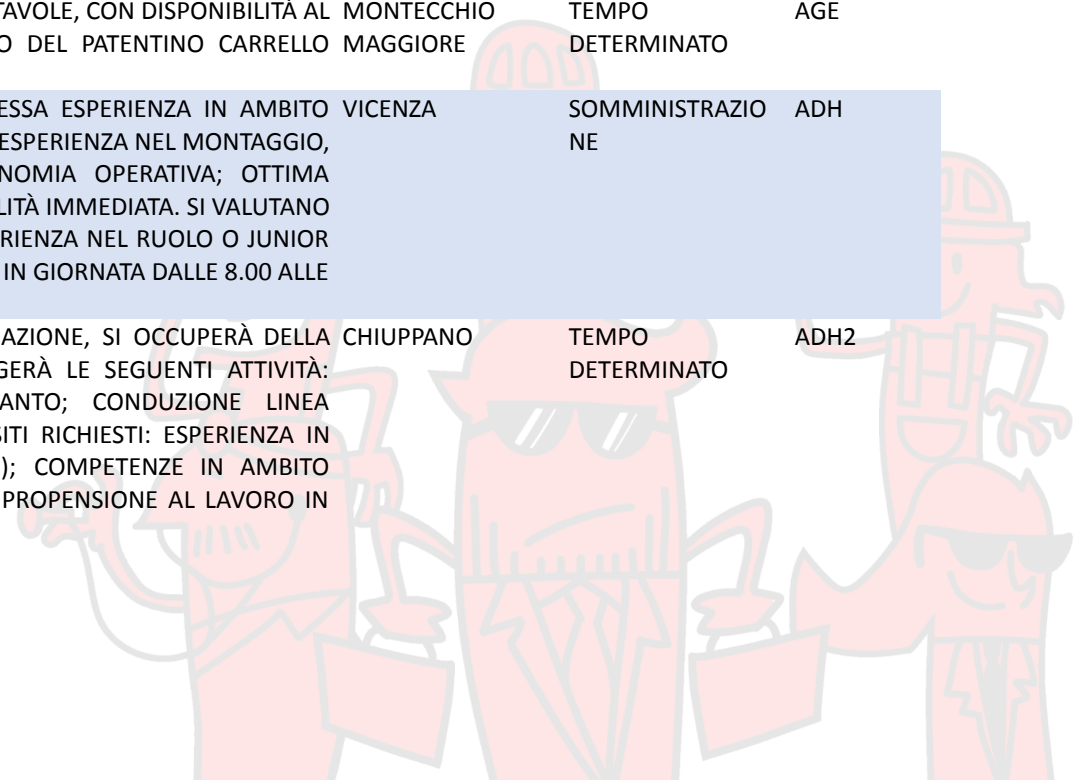 TAVOLE, CON DISPONIBILITÀ AL MONTECCHIO TEMPO AGE
O DEL PATENTINO CARRELLO MAGGIORE DETERMINATO
ESSA ESPERIENZA IN AMBITO VICENZA SOMMINISTRAZIO ADH
ESPERIENZA NEL MONTAGGIO, NE
NOMIA OPERATIVA; OTTIMA
LITÀ IMMEDIATA. SI VALUTANO
RIENZA NEL RUOLO O JUNIOR
IN GIORNATA DALLE 8.00 ALLE
AZIONE, SI OCCUPERÀ DELLA CHIUPPANO TEMPO ADH2
GERÀ LE SEGUENTI ATTIVITÀ: DETERMINATO
ANTO; CONDUZIONE LINEA
SITI RICHIESTI: ESPERIENZA IN
); COMPETENZE IN AMBITO
PROPENSIONE AL LAVORO IN